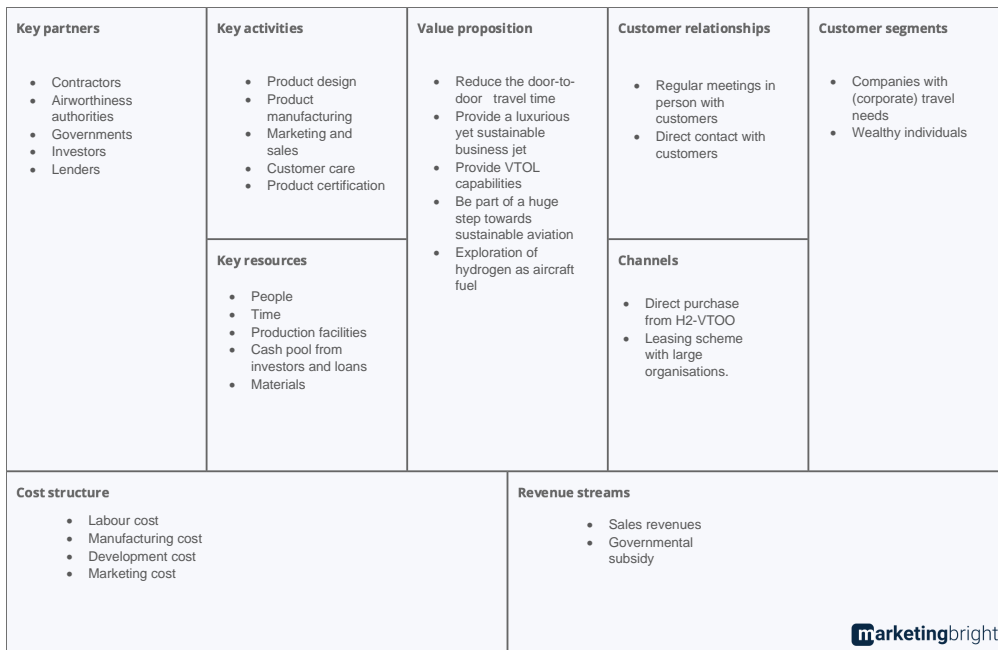 Key partners
Contractors
Airworthiness
authorities
Governments
Investors
Lenders
Key activities
Product design
Product
manufacturing
Marketing and
sales
Customer care
Product certification
Key resources
People
Time
Production facilities
Cash pool from
investors and loans
Materials
Value proposition
Reduce the door-to-
door travel time
Provide a luxurious
yet sustainable
business jet
Provide VTOL
capabilities
Be part of a huge
step towards
sustainable aviation
Exploration of
hydrogen as aircraft
fuel
Customer relationships
Regular meetings in
person with
customers
Direct contact with
customers
Channels
Direct purchase
from H2-VTOO
Leasing scheme
with large
organisations.
Customer segments
Companies with
(corporate) travel
needs
Wealthy individuals
Cost structure
Labour cost
Manufacturing cost
Development cost
Marketing cost
Revenue streams
Sales revenues
Governmental
subsidy
marketingbright